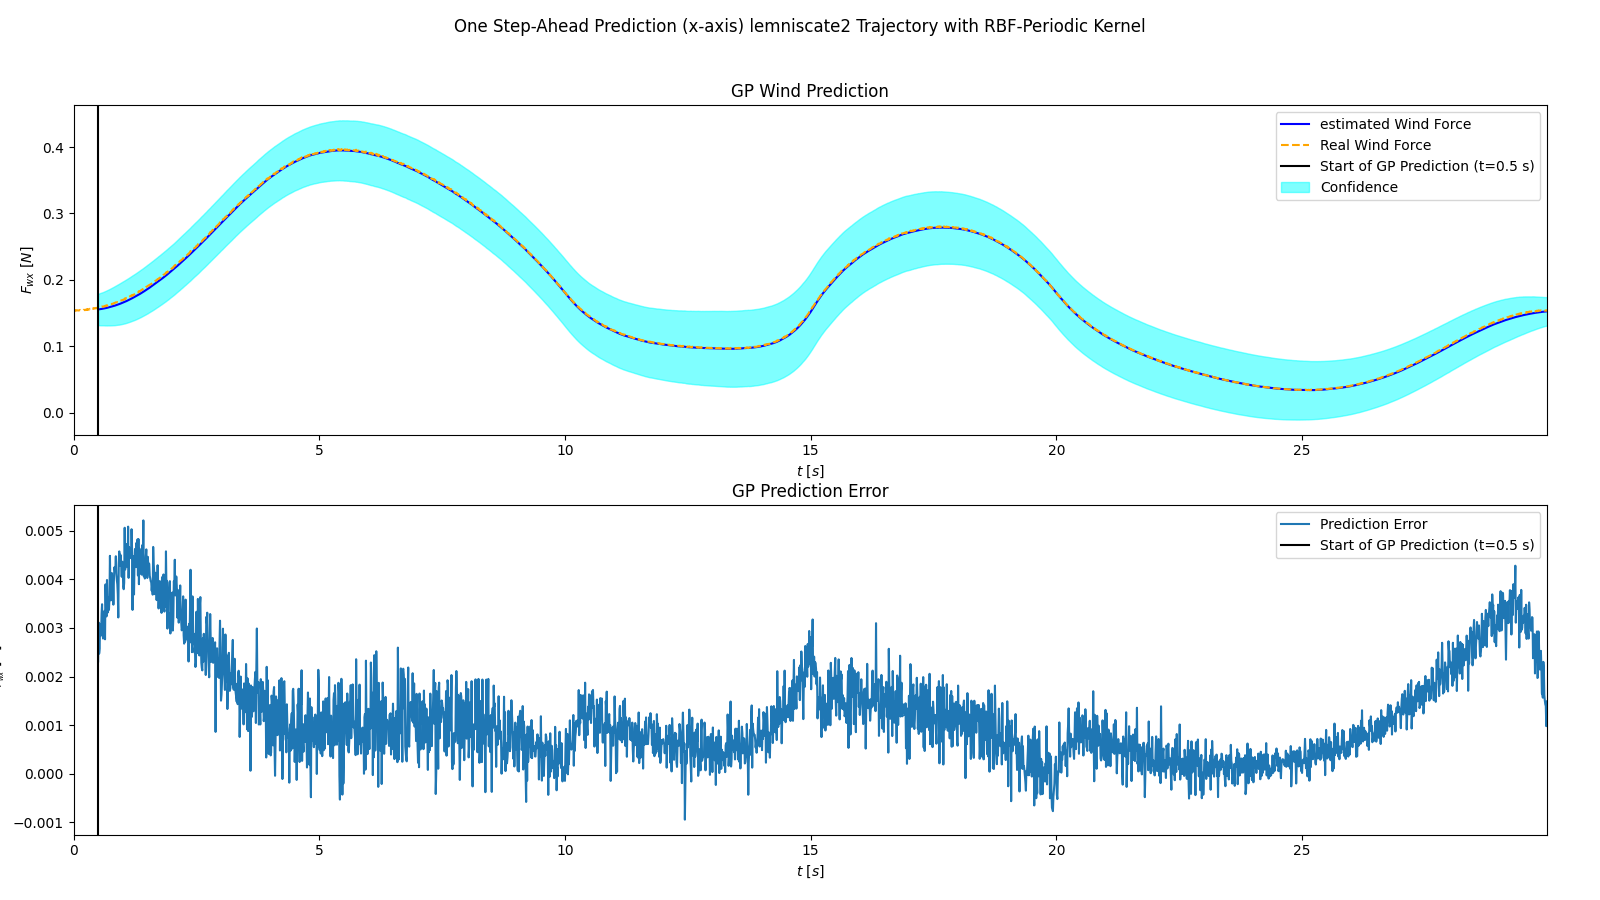 One Step-Ahead Prediction (x-axis) lemniscate2 Trajectory with RBF-Periodic Kernel
GP Wind Prediction
estimated Wind Force
Real Wind Force
Start of GP Prediction (t=0.5 s)
Confidence
0.4
0.3
0.2
0.1
0.0
F_wx [N]
0 5 10 15 20 25
t [s]
GP Prediction Error
Prediction Error
Start of GP Prediction (t=0.5 s)
0.005
0.004
0.003
0.002
0.001
0.000
−0.001
0 5 10 15 20 25
t [s]